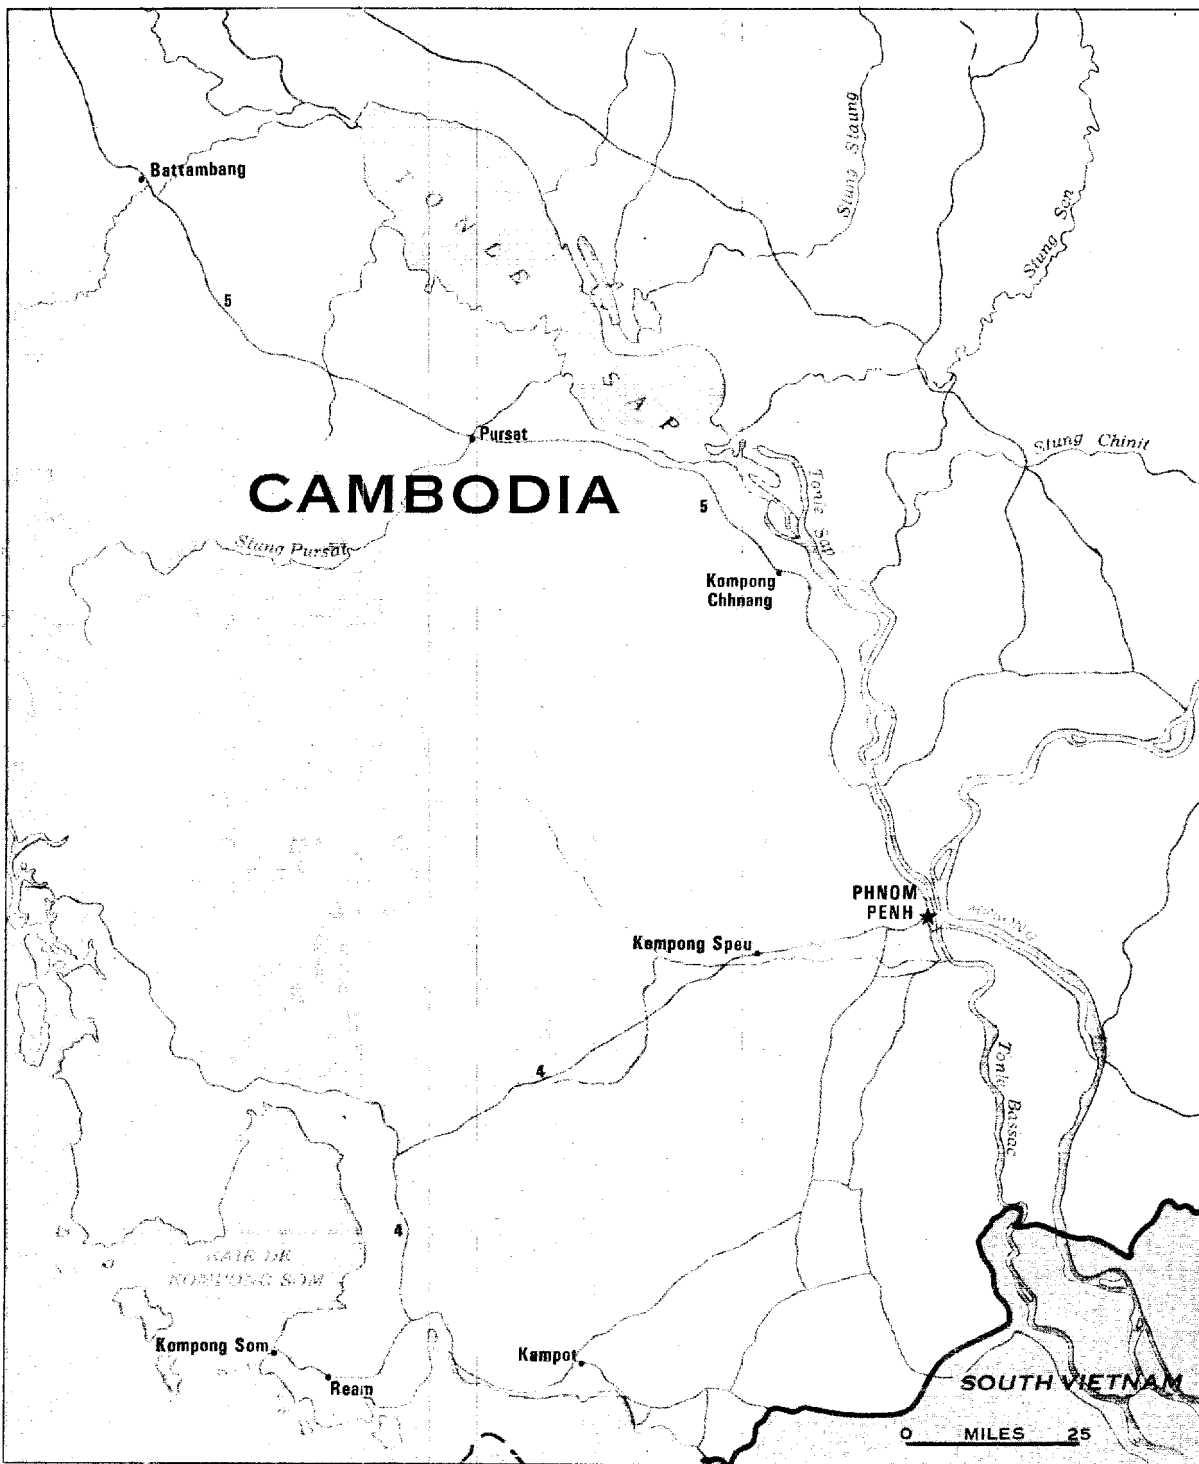 Stung Staung
Stung Sen
Battambang
TONLE
5
SAP
Pursat
Stung Chinit
CAMBODIA
5
Tonle Sap
Stung Pursat
Kompong
Chhnang
PHNOM
PENH
MEKONG
Kompong Speu
4
Tonle Bassac
4
BAIE DE
KOMPONG SOM
Kompong Som
Kampot
Ream
SOUTH VIETNAM
0 MILES 25